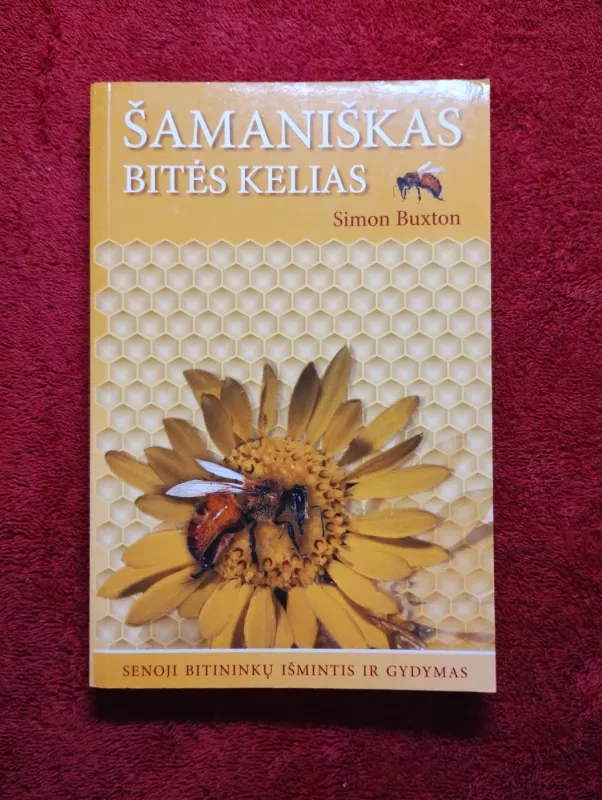 ŠAMANIŠKAS
BITĖS KELIAS
Simon Buxton
SENOJI BITININKŲ IŠMINTIS IR GYDYMAS